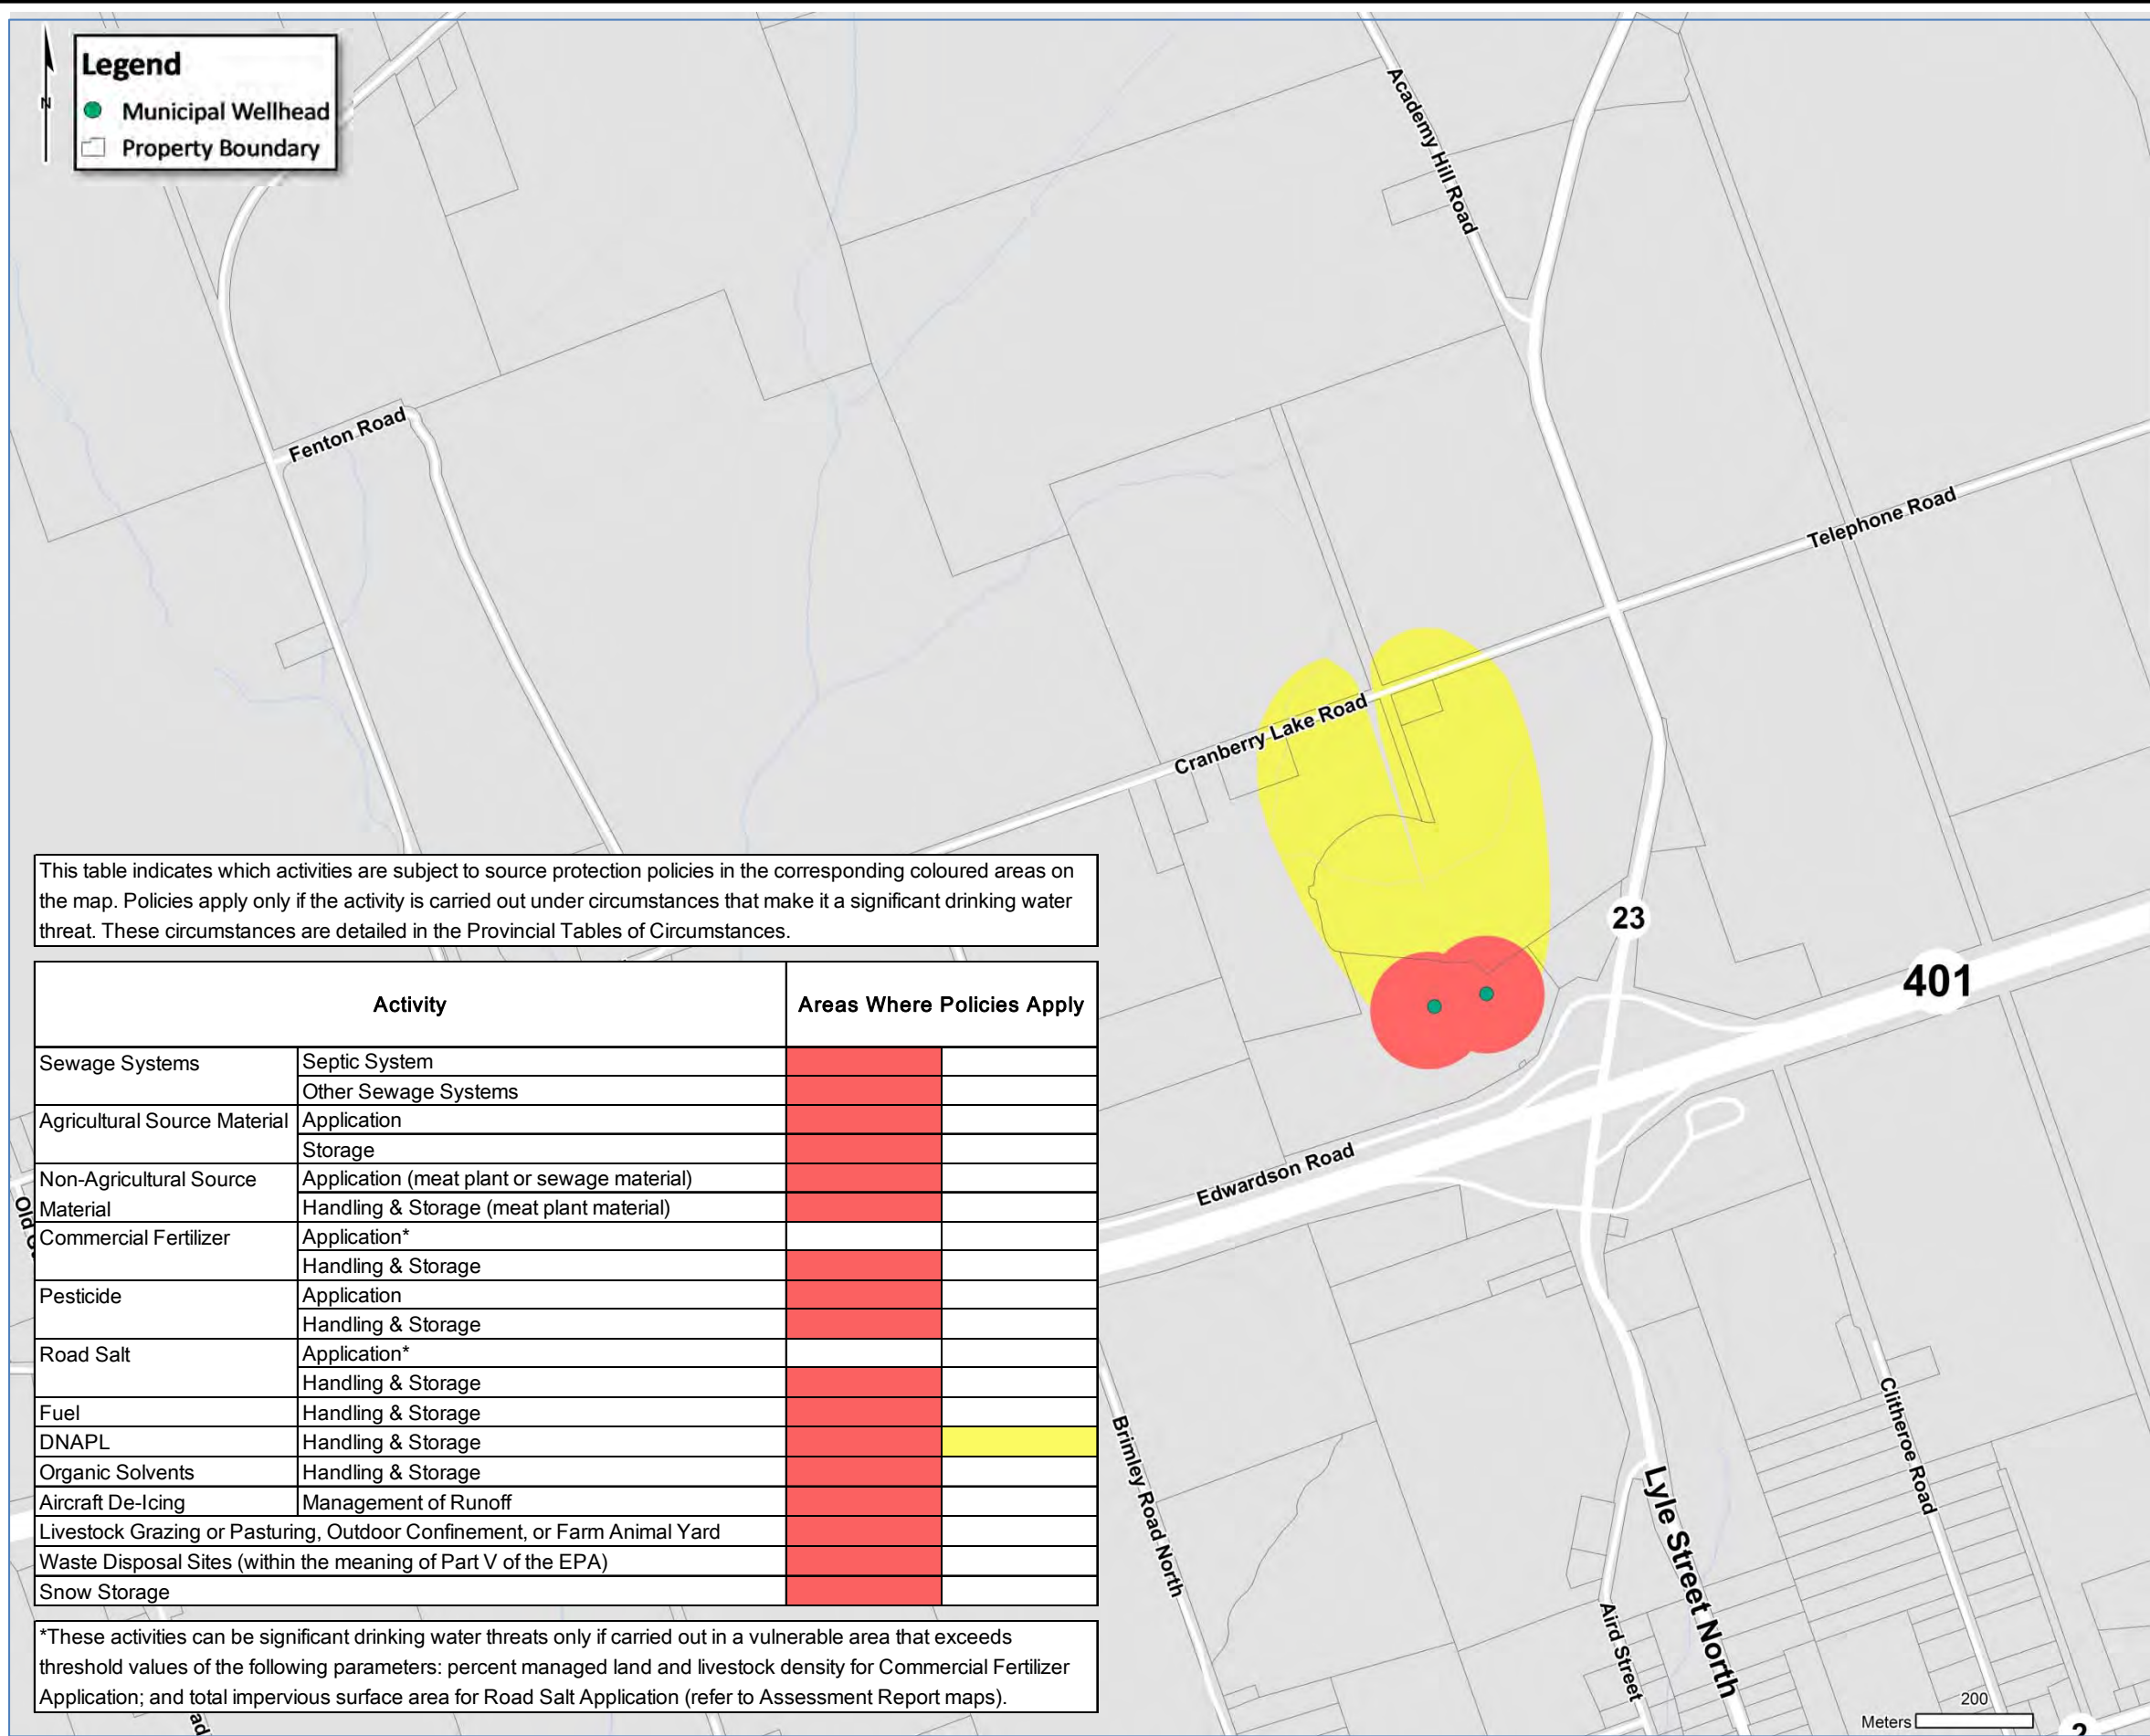 N
Legend
Municipal Wellhead
Property Boundary
Academy Hill Road
Fenton Road
Telephone Road
Cranberry Lake Road
23
401
Edwardson Road
This table indicates which activities are subject to source protection policies in the corresponding coloured areas on
the map. Policies apply only if the activity is carried out under circumstances that make it a significant drinking water
threat. These circumstances are detailed in the Provincial Tables of Circumstances.
Activity Areas Where Policies Apply
Sewage Systems Septic System
Other Sewage Systems
Agricultural Source Material Application
Storage
Non-Agricultural Source Application (meat plant or sewage material)
Material Handling & Storage (meat plant material)
Commercial Fertilizer Application*
Handling & Storage
Pesticide Application
Handling & Storage
Road Salt Application*
Handling & Storage
Fuel Handling & Storage
DNAPL Handling & Storage
Organic Solvents Handling & Storage
Aircraft De-Icing Management of Runoff
Livestock Grazing or Pasturing, Outdoor Confinement, or Farm Animal Yard
Waste Disposal Sites (within the meaning of Part V of the EPA)
Snow Storage
*These activities can be significant drinking water threats only if carried out in a vulnerable area that exceeds
threshold values of the following parameters: percent managed land and livestock density for Commercial Fertilizer
Application; and total impervious surface area for Road Salt Application (refer to Assessment Report maps).
Old
Brimley Road North
Clitheroe Road
Lyle Street North
Aird Street
200
Meters
2